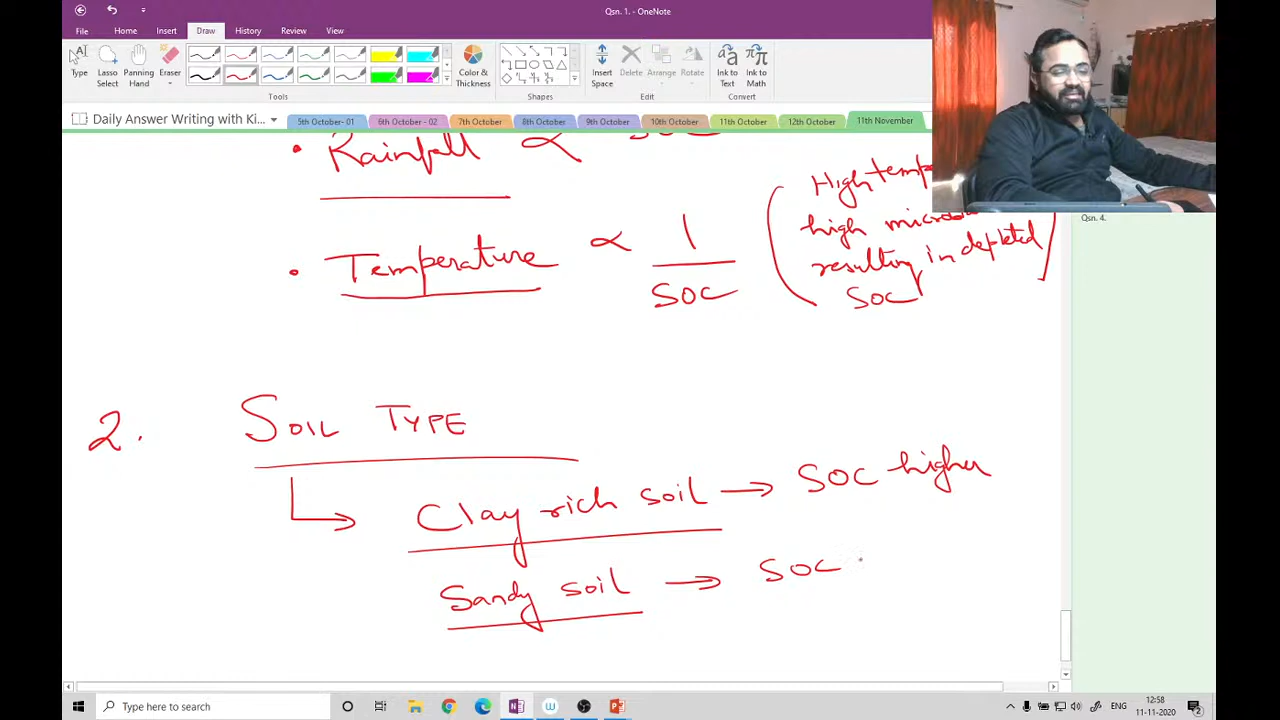 Qsn. 1. - OneNote
File Home Insert Draw History Review View
Type Lasso Select Panning Hand Eraser Color & Thickness Insert Space Delete Arrange Rotate Ink to Text Ink to Math
Tools Shapes Edit Convert
Daily Answer Writing with Ki 5th October- 01 6th October - 02 7th October 8th October 9th October 10th October 11th October 12th October 11th November
Qsn. 4.
• Rainfall ∝
• Temperature ∝ 1 / SOC
( High temp
high
resulting in depleted
SOC )
2. SOIL TYPE
Clay rich soil → SOC higher
Sandy soil → SOC
Type here to search
ENG 12:58
11-11-2020
2